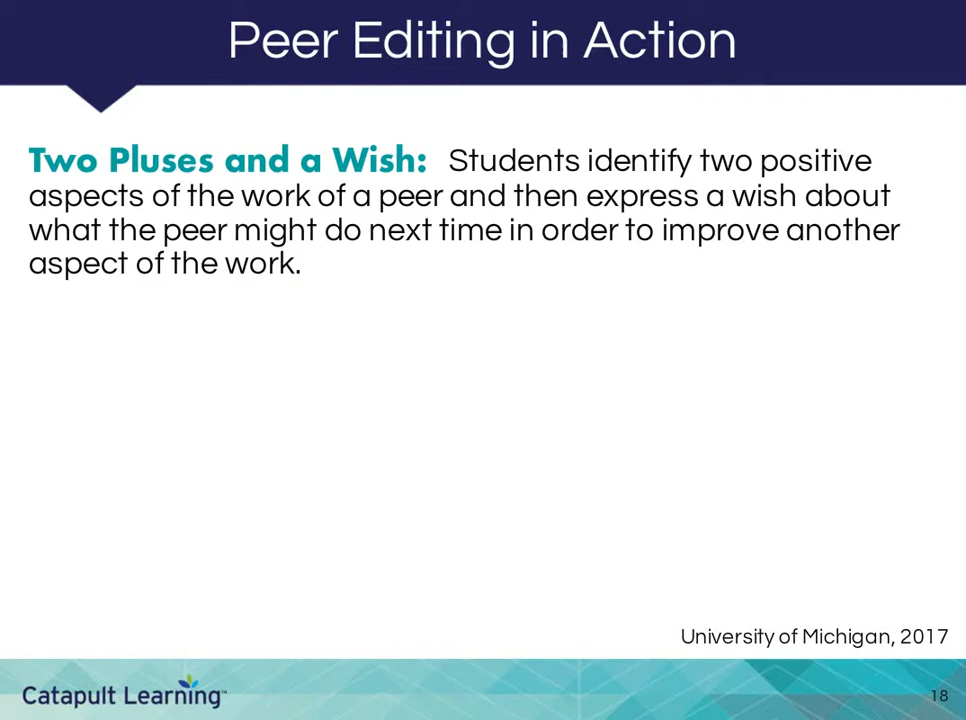 Peer Editing in Action
Two Pluses and a Wish: Students identify two positive
aspects of the work of a peer and then express a wish about
what the peer might do next time in order to improve another
aspect of the work.
University of Michigan, 2017
Catapult Learning™
18